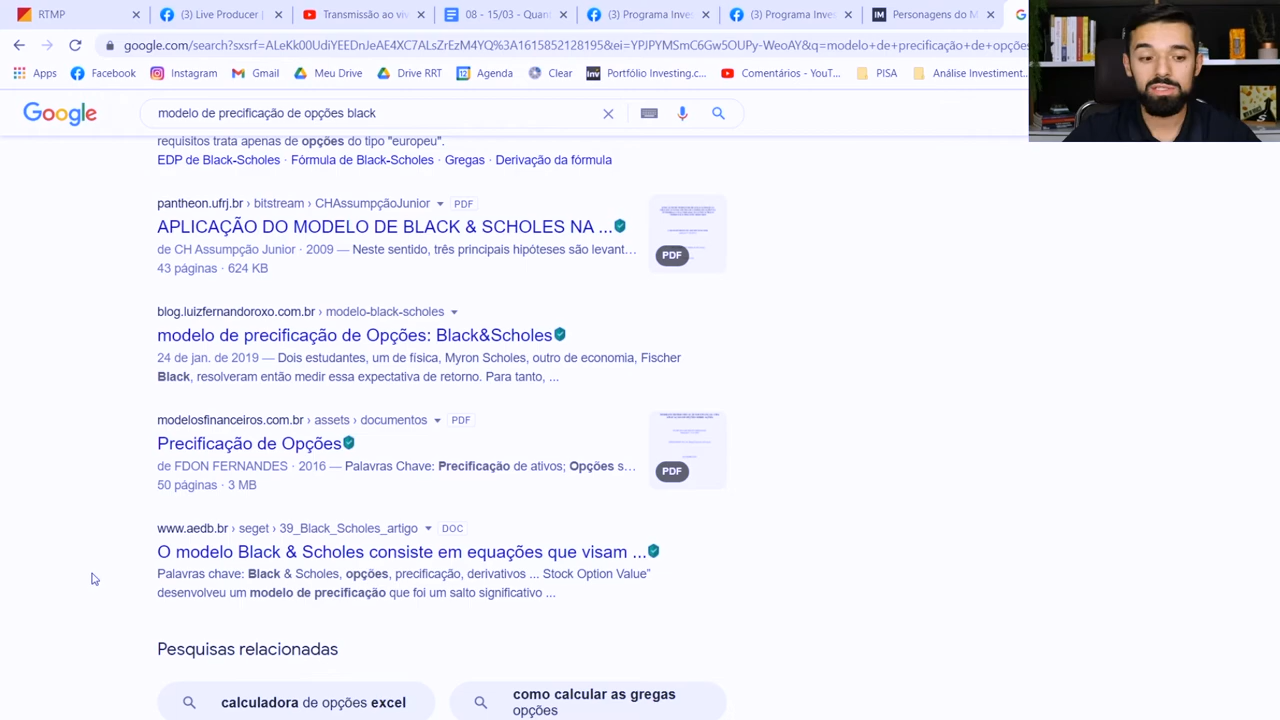 RTMP
(3) Live Producer |
Transmissão ao viv
08 - 15/03 - Quan
(3) Programa Inves
(3) Programa Inves
Personagens do M
google.com/search?sxsrf=ALeKk00UdiYEEDnJeAE4XC7ALsZrEzM4YQ%3A1615852128195&ei=YPJPYMSmC6Gw5OUPy-WeoAY&q=modelo+de+precificação+de+opções
Apps
Facebook
Instagram
Gmail
Meu Drive
Drive RRT
Agenda
Clear
Portfólio Investing.c...
Comentários - YouT...
PISA
Análise Investiment...
Google
modelo de precificação de opções black
requisitos trata apenas de opções do tipo "europeu".
EDP de Black-Scholes · Fórmula de Black-Scholes · Gregas · Derivação da fórmula
pantheon.ufrj.br › bitstream › CHAssumpçãoJunior PDF
APLICAÇÃO DO MODELO DE BLACK & SCHOLES NA ...
de CH Assumpção Junior · 2009 — Neste sentido, três principais hipóteses são levant...
43 páginas · 624 KB
PDF
blog.luizfernandoroxo.com.br › modelo-black-scholes
modelo de precificação de Opções: Black&Scholes
24 de jan. de 2019 — Dois estudantes, um de física, Myron Scholes, outro de economia, Fischer
Black, resolveram então medir essa expectativa de retorno. Para tanto, ...
modelosfinanceiros.com.br › assets › documentos PDF
Precificação de Opções
de FDON FERNANDES · 2016 — Palavras Chave: Precificação de ativos; Opções s...
50 páginas · 3 MB
PDF
www.aedb.br › seget › 39_Black_Scholes_artigo DOC
O modelo Black & Scholes consiste em equações que visam ...
Palavras chave: Black & Scholes, opções, precificação, derivativos ... Stock Option Value"
desenvolveu um modelo de precificação que foi um salto significativo ...
Pesquisas relacionadas
calculadora de opções excel
como calcular as gregas
opções